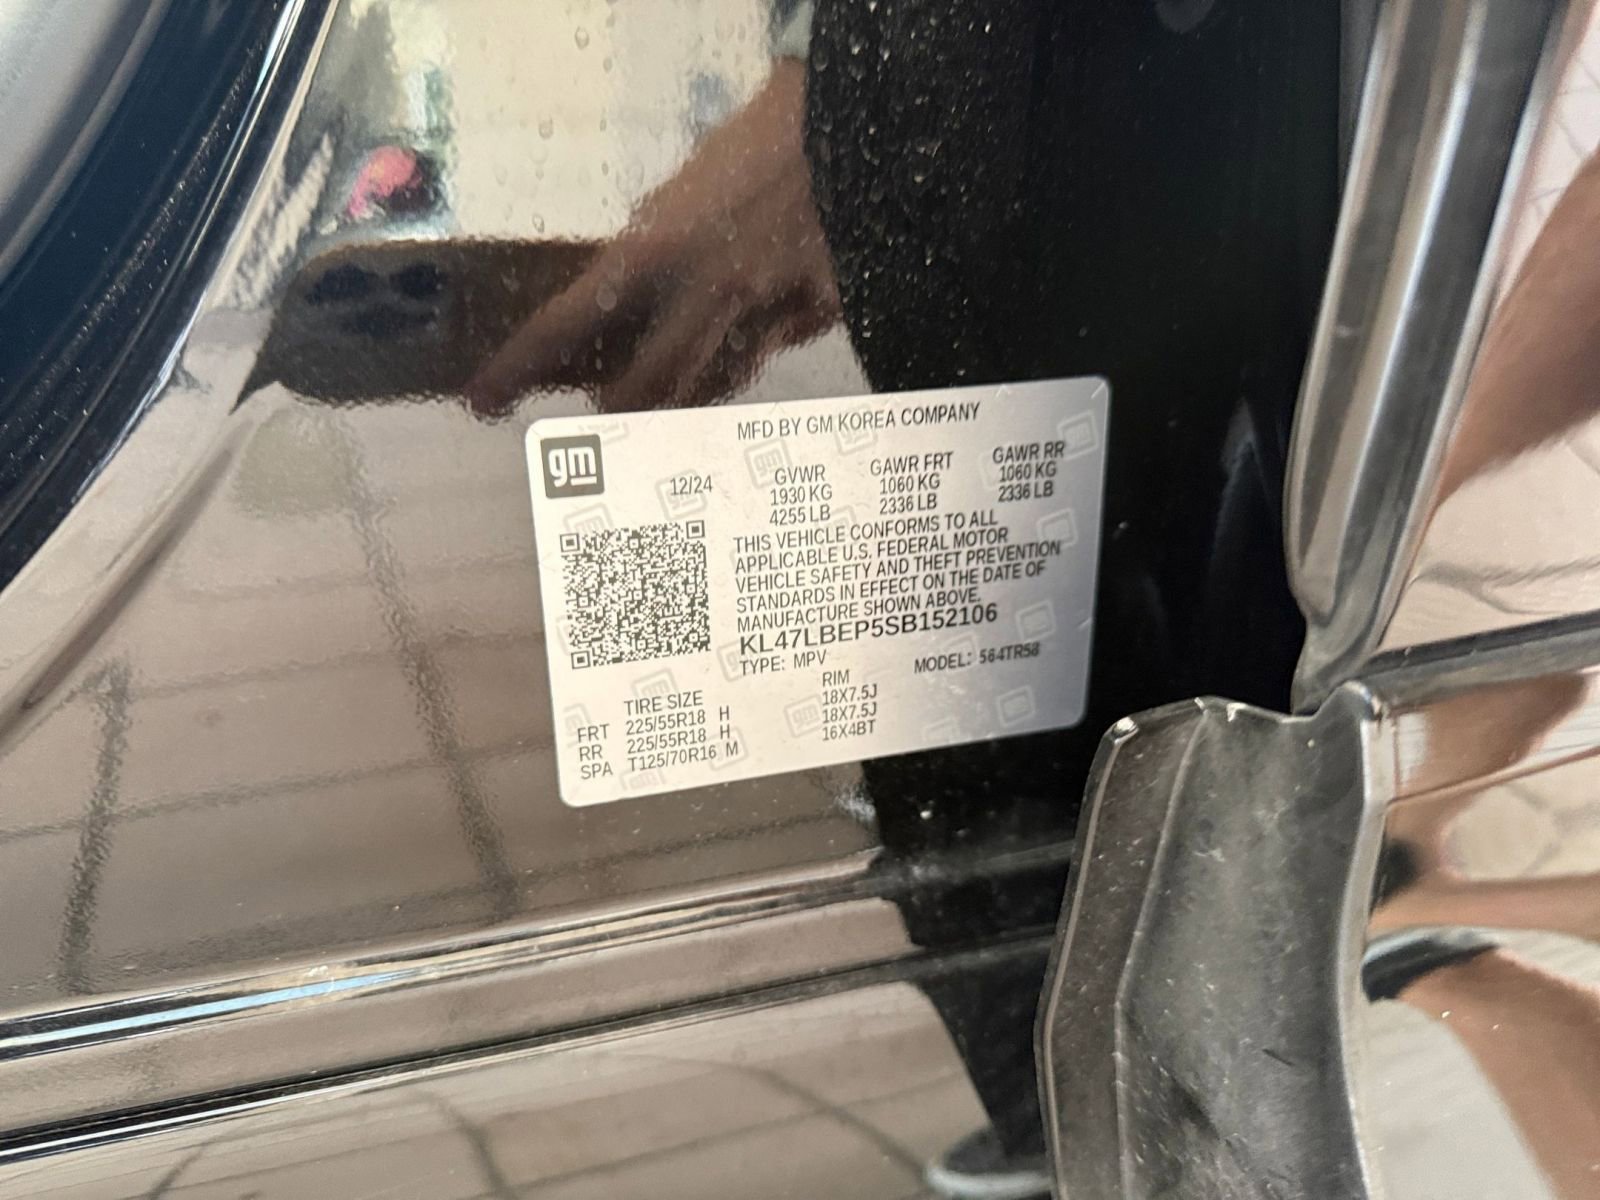 MFD BY GM KOREA COMPANY
gm
12/24
GVWR GAWR FRT GAWR RR
1930 KG 1060 KG 1060 KG
4255 LB 2336 LB 2336 LB
THIS VEHICLE CONFORMS TO ALL
APPLICABLE U.S. FEDERAL MOTOR
VEHICLE SAFETY AND THEFT PREVENTION
STANDARDS IN EFFECT ON THE DATE OF
MANUFACTURE SHOWN ABOVE.
KL47LBEP5SB152106
TYPE: MPV MODEL: 564TR58
TIRE SIZE RIM
FRT 225/55R18 H 18X7.5J
RR 225/55R18 H 18X7.5J
SPA T125/70R16 M 16X4BT